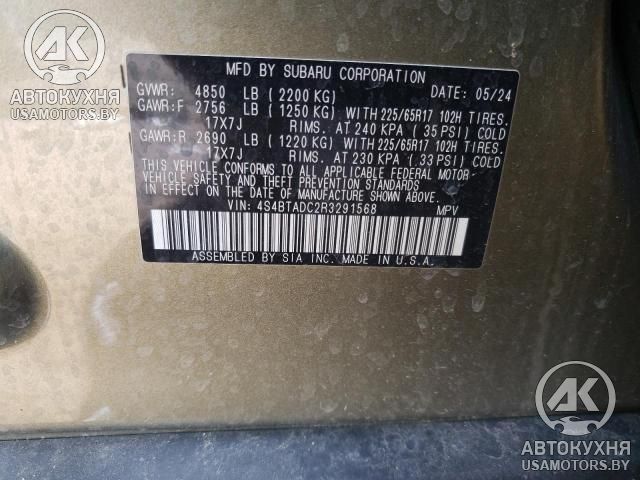 AK
АВТОКУХНЯ
USAMOTORS.BY
MFD BY SUBARU CORPORATION DATE: 05/24
GVWR: 4850 LB ( 2200 KG)
GAWR:F 2756 LB ( 1250 KG) WITH 225/65R17 102H TIRES.
17X7J RIMS. AT 240 KPA ( 35 PSI) COLD
GAWR:R 2690 LB ( 1220 KG) WITH 225/65R17 102H TIRES.
17X7J RIMS. AT 230 KPA ( 33 PSI) COLD
THIS VEHICLE CONFORMS TO ALL APPLICABLE FEDERAL MOTOR-
VEHICLE SAFETY AND THEFT PREVENTION STANDARDS
IN EFFECT ON THE DATE OF MANUFACTURE SHOWN ABOVE.
VIN: 4S4BTADC2R3291568 MPV
ASSEMBLED BY SIA INC. MADE IN U.S.A.
AK
АВТОКУХНЯ
USAMOTORS.BY